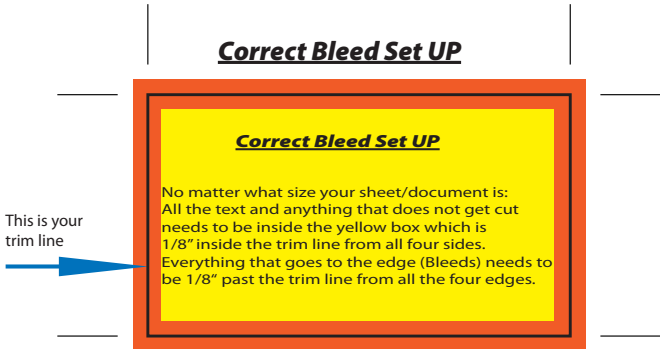 Correct Bleed Set UP
Correct Bleed Set UP
No matter what size your sheet/document is:
All the text and anything that does not get cut
needs to be inside the yellow box which is
1/8” inside the trim line from all four sides.
Everything that goes to the edge (Bleeds) needs to
be 1/8” past the trim line from all the four edges.
This is your
trim line